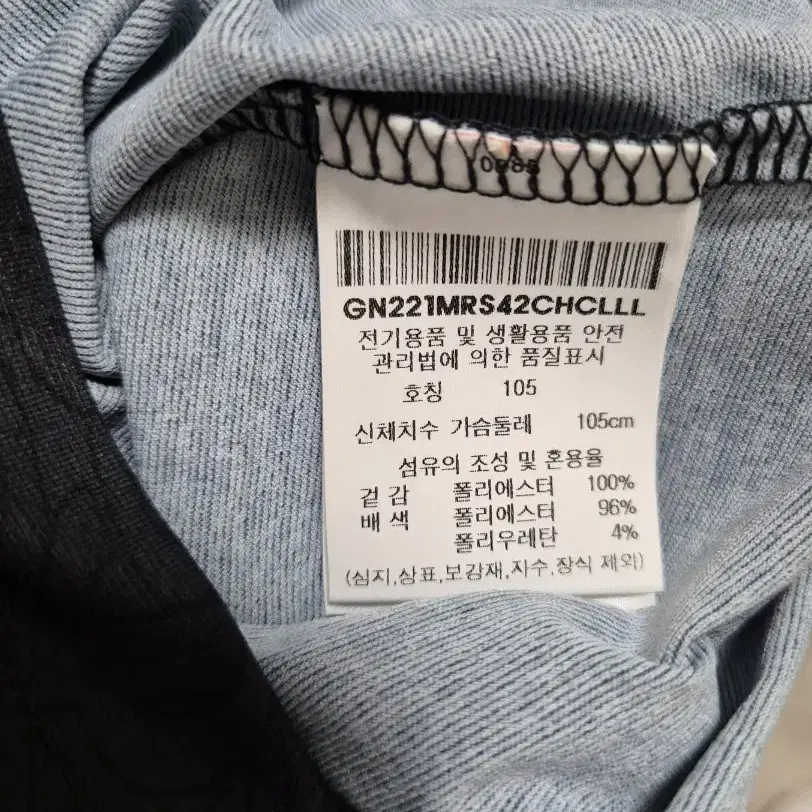 GN221MRS42CHCLLL
전기용품 및 생활용품 안전
관리법에 의한 품질표시
호칭 105
신체치수 가슴둘레 105cm
섬유의 조성 및 혼용율
겉 감 폴리에스터 100%
배 색 폴리에스터 96%
폴리우레탄 4%
(심지,상표,보강재,자수,장식 제외)